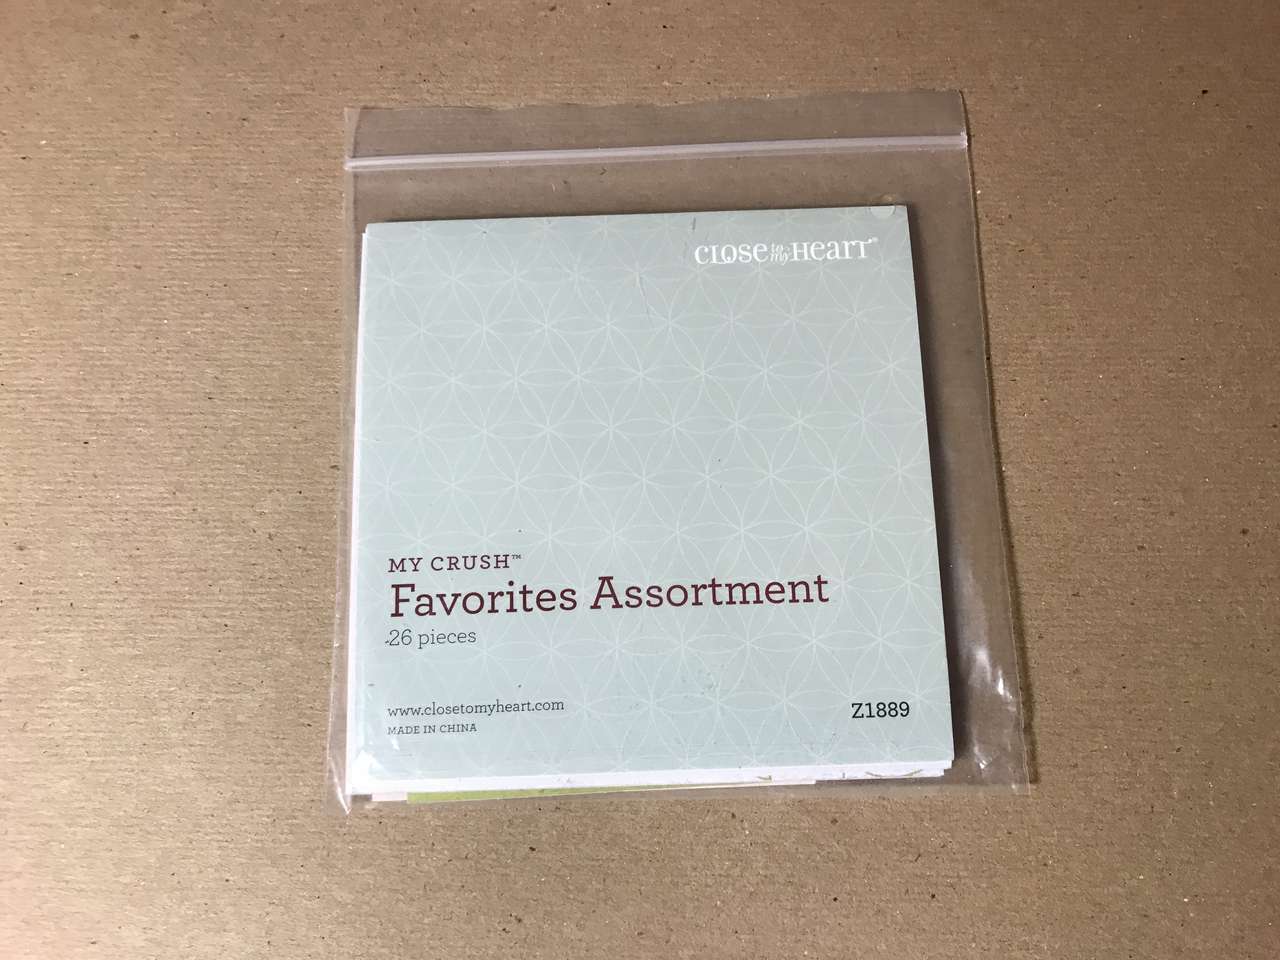 CLOSE to my HEART®
MY CRUSH™
Favorites Assortment
26 pieces
www.closetomyheart.com
MADE IN CHINA
Z1889